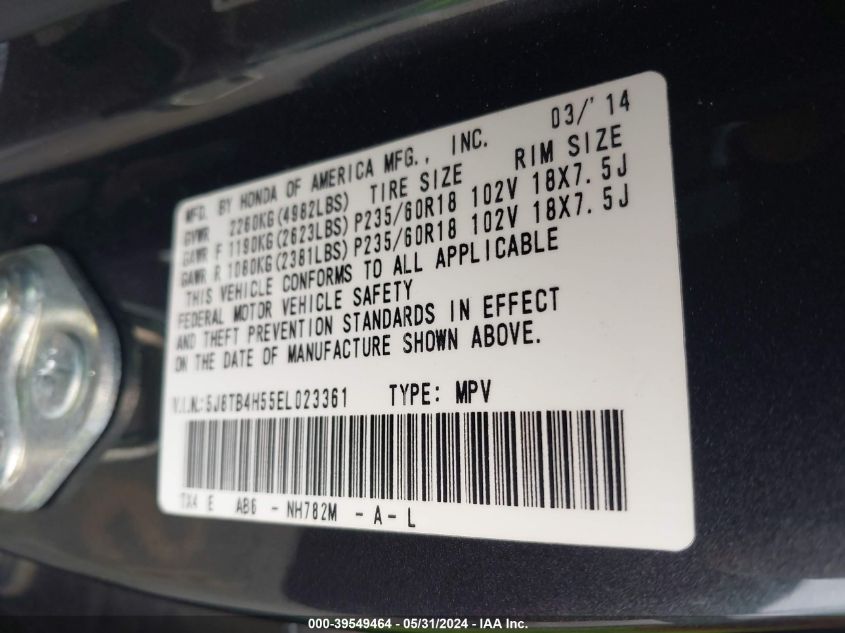 MFD. BY HONDA OF AMERICA MFG., INC. 03/'14
GVWR 2260KG(4982LBS) TIRE SIZE RIM SIZE
GAWR F 1190KG(2623LBS)P235/60R18 102V 18X7.5J
GAWR R 1080KG(2381LBS)P235/60R18 102V 18X7.5J
THIS VEHICLE CONFORMS TO ALL APPLICABLE
FEDERAL MOTOR VEHICLE SAFETY
AND THEFT PREVENTION STANDARDS IN EFFECT
ON THE DATE OF MANUFACTURE SHOWN ABOVE.
V.I.N.:5J8TB4H55EL023361 TYPE: MPV
TX4 E AB6 - NH782M - A - L
000-39549464 - 05/31/2024 - IAA Inc.